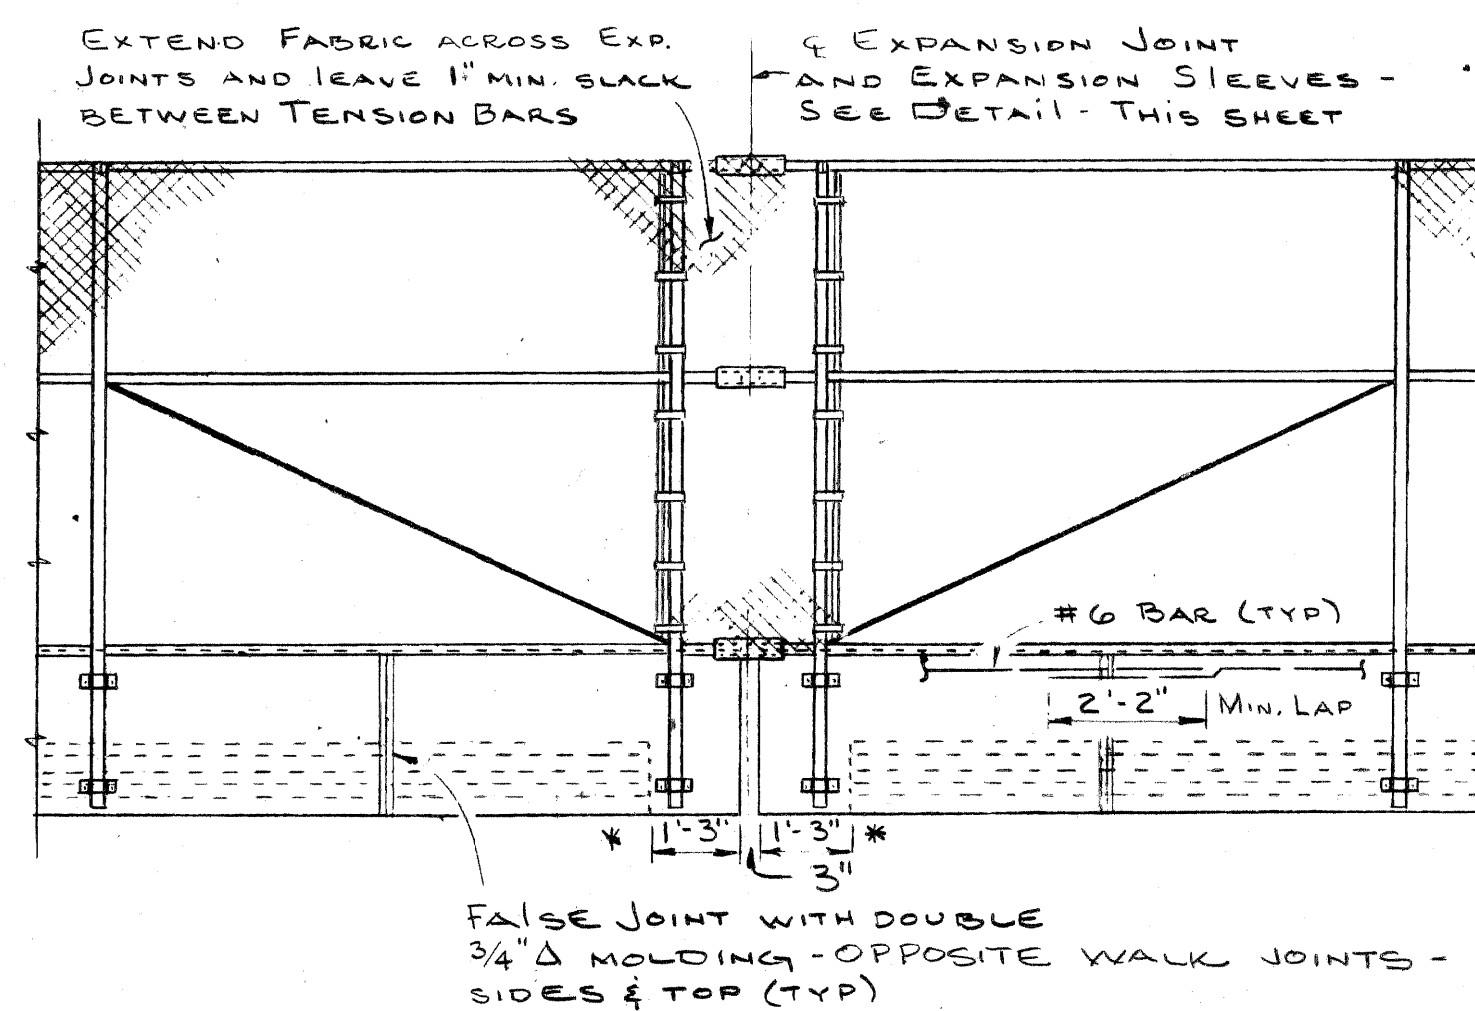 EXTEND FABRIC ACROSS EXP.
JOINTS AND LEAVE 1" MIN. SLACK
BETWEEN TENSION BARS
℄ EXPANSION JOINT
AND EXPANSION SLEEVES -
SEE DETAIL - THIS SHEET
#6 BAR (TYP)
2'-2" MIN. LAP
* 1'-3" 1'-3" *
3"
FALSE JOINT WITH DOUBLE
3/4" Δ MOLDING - OPPOSITE WALK JOINTS -
SIDES & TOP (TYP)